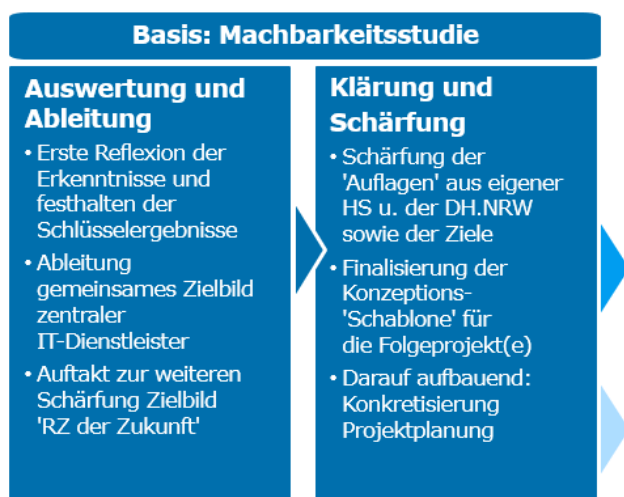 Basis: Machbarkeitsstudie
Auswertung und
Ableitung
• Erste Reflexion der
Erkenntnisse und
festhalten der
Schlüsselergebnisse
• Ableitung
gemeinsames Zielbild
zentraler
IT-Dienstleister
• Auftakt zur weiteren
Schärfung Zielbild
'RZ der Zukunft'
Klärung und
Schärfung
• Schärfung der
'Auflagen' aus eigener
HS u. der DH.NRW
sowie der Ziele
• Finalisierung der
Konzeptions-
'Schablone' für
die Folgeprojekt(e)
• Darauf aufbauend:
Konkretisierung
Projektplanung